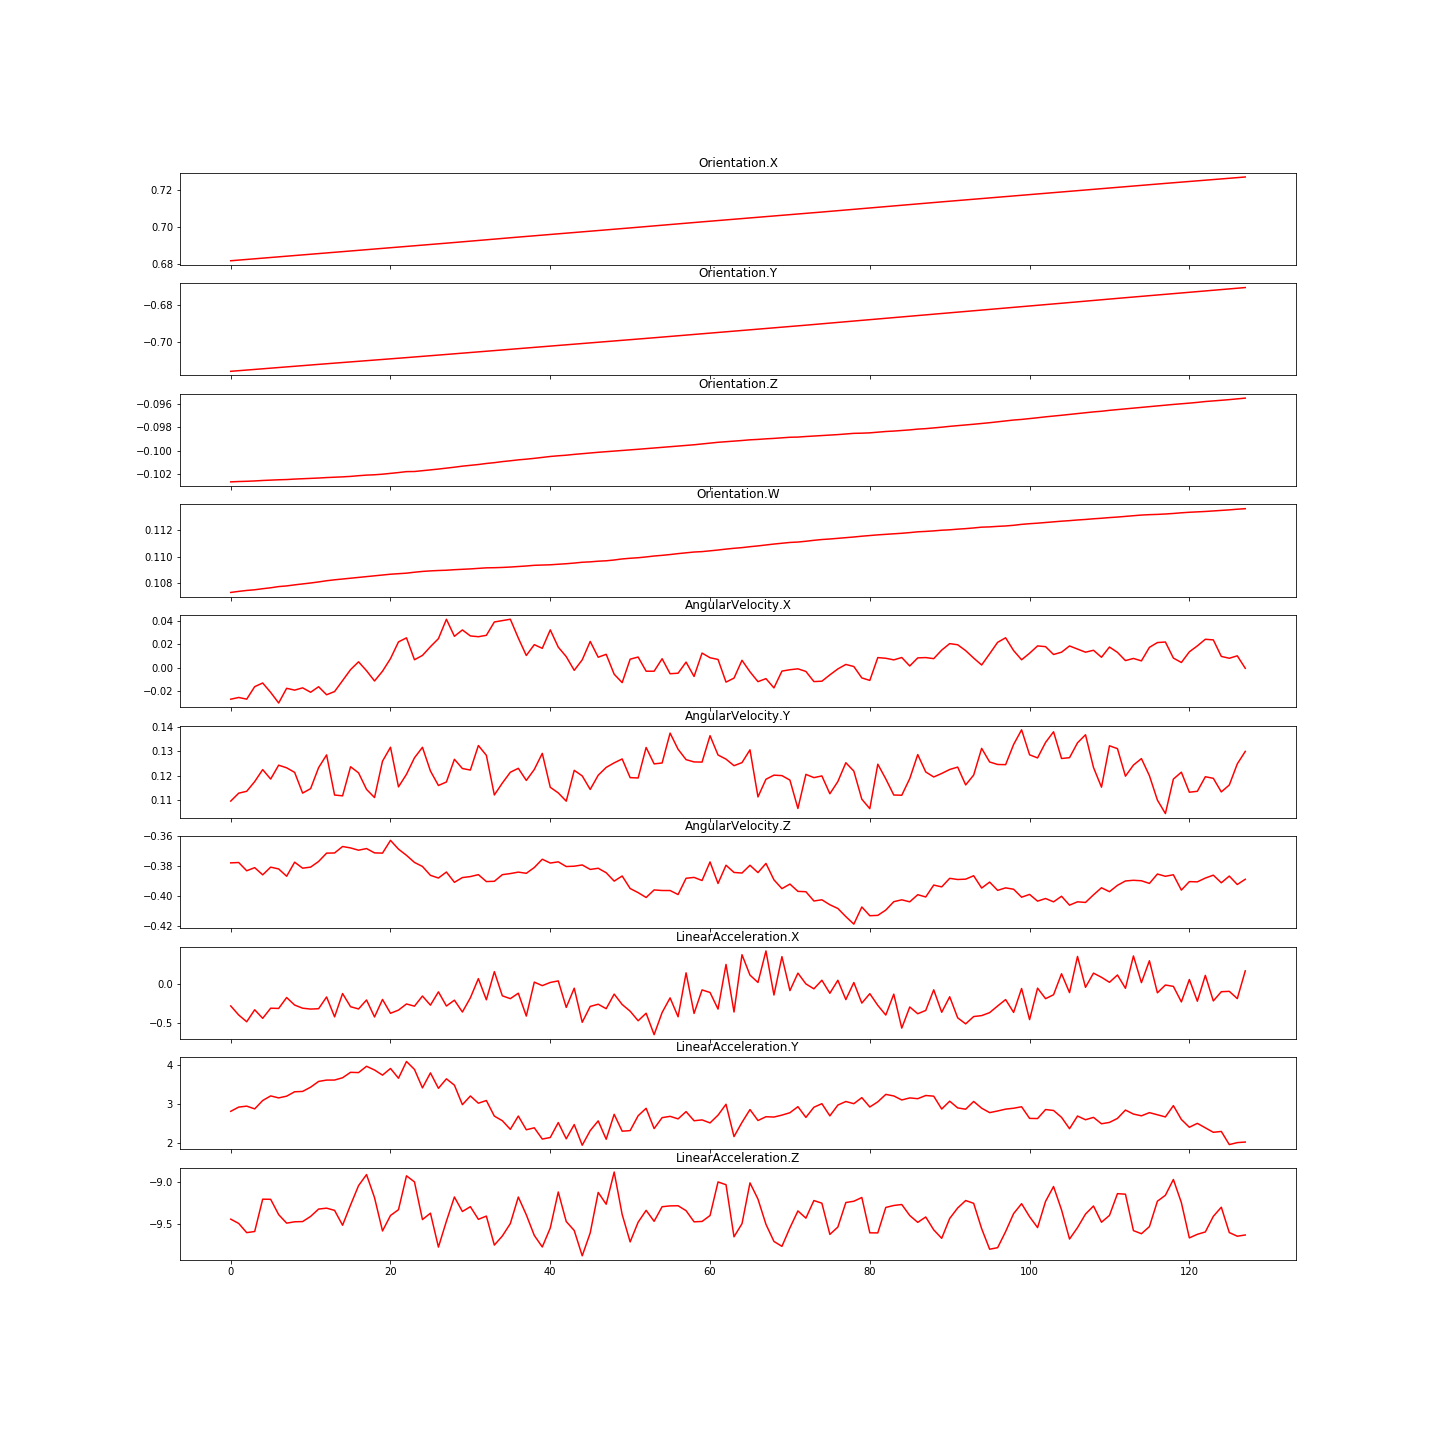 Orientation.X
0.72
0.70
0.68
Orientation.Y
−0.68
−0.70
Orientation.Z
−0.096
−0.098
−0.100
−0.102
Orientation.W
0.112
0.110
0.108
AngularVelocity.X
0.04
0.02
0.00
−0.02
AngularVelocity.Y
0.14
0.13
0.12
0.11
AngularVelocity.Z
−0.36
−0.38
−0.40
−0.42
LinearAcceleration.X
0.0
−0.5
LinearAcceleration.Y
4
3
2
LinearAcceleration.Z
−9.0
−9.5
0 20 40 60 80 100 120